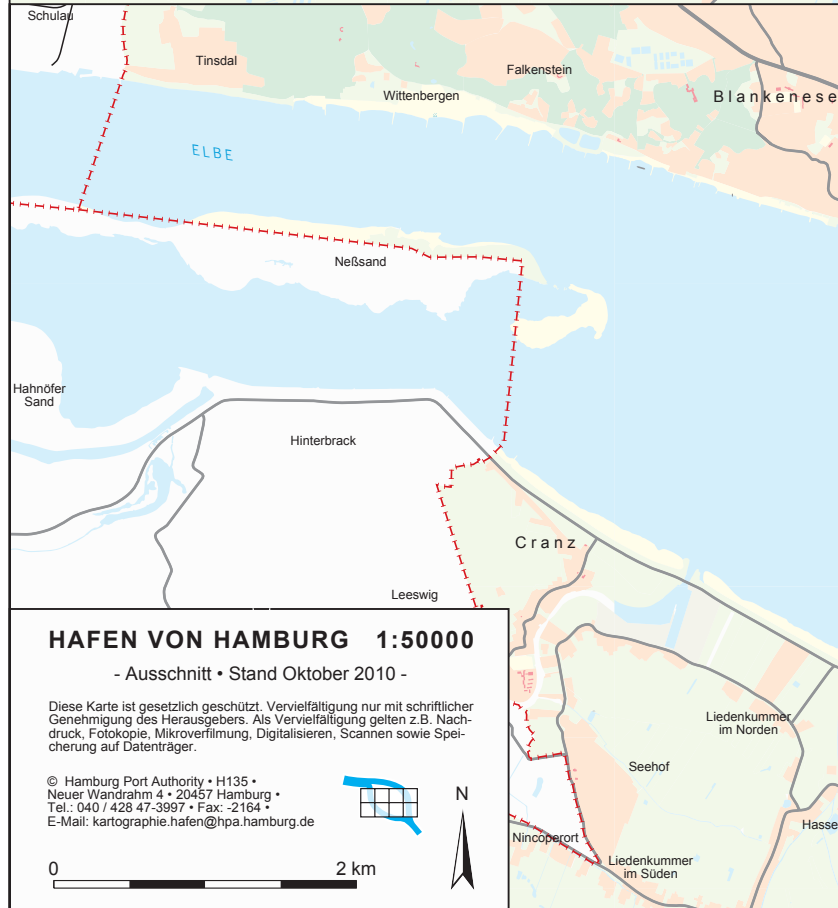 Schulau
Tinsdal
Falkenstein
Wittenbergen
Blankenese
ELBE
Neßsand
Hahnöfer
Sand
Hinterbrack
Cranz
Leeswig
HAFEN VON HAMBURG 1:50000
- Ausschnitt • Stand Oktober 2010 -
Diese Karte ist gesetzlich geschützt. Vervielfältigung nur mit schriftlicher
Genehmigung des Herausgebers. Als Vervielfältigung gelten z.B. Nach-
druck, Fotokopie, Mikroverfilmung, Digitalisieren, Scannen sowie Spei-
cherung auf Datenträger.
© Hamburg Port Authority • H135 •
Neuer Wandrahm 4 • 20457 Hamburg •
Tel.: 040 / 428 47-3997 • Fax: -2164 •
E-Mail: kartographie.hafen@hpa.hamburg.de
N
0 2 km
Liedenkummer
im Norden
Seehof
Nincoperort
Hasse
Liedenkummer
im Süden